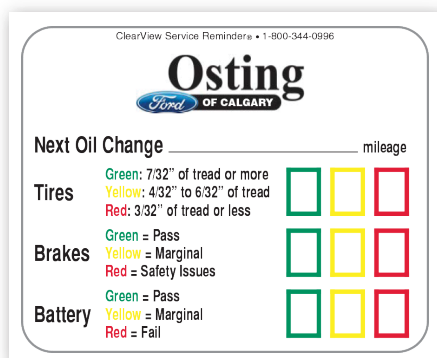 ClearView Service Reminder® • 1-800-344-0996
Osting
Ford OF CALGARY
Next Oil Change ______________ mileage
Tires
Green: 7/32” of tread or more
Yellow: 4/32” to 6/32” of tread
Red: 3/32” of tread or less
Brakes
Green = Pass
Yellow = Marginal
Red = Safety Issues
Battery
Green = Pass
Yellow = Marginal
Red = Fail